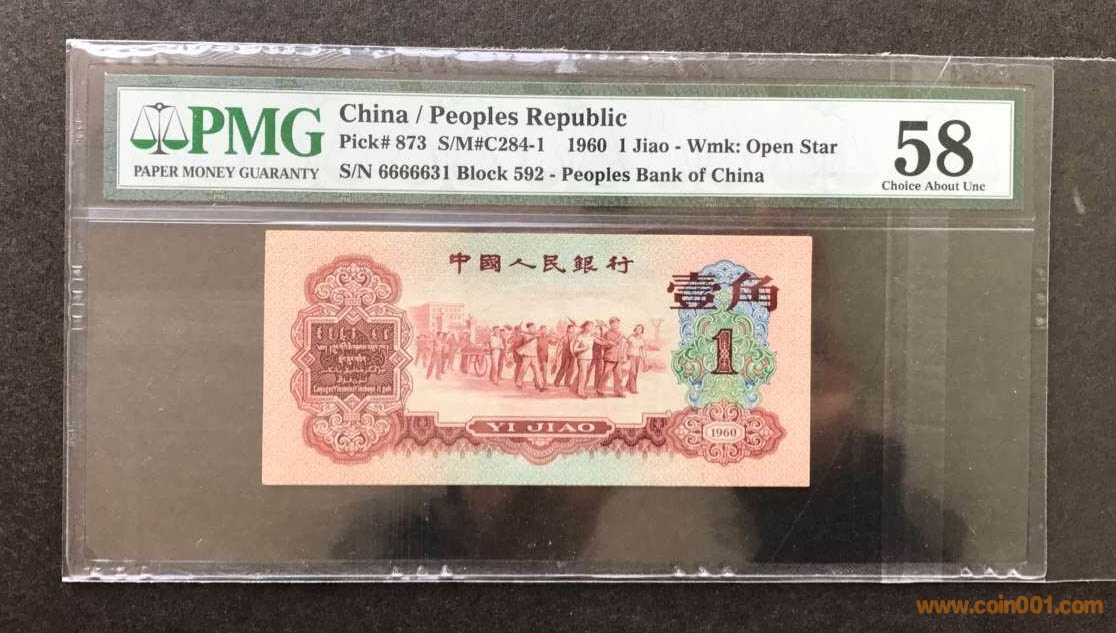 PMG
PAPER MONEY GUARANTY
China / Peoples Republic
Pick# 873 S/M#C284-1 1960 1 Jiao - Wmk: Open Star
S/N 6666631 Block 592 - Peoples Bank of China
58
Choice About Unc
中國人民銀行
壹角
1
YI JIAO
1960
www.coin001.com